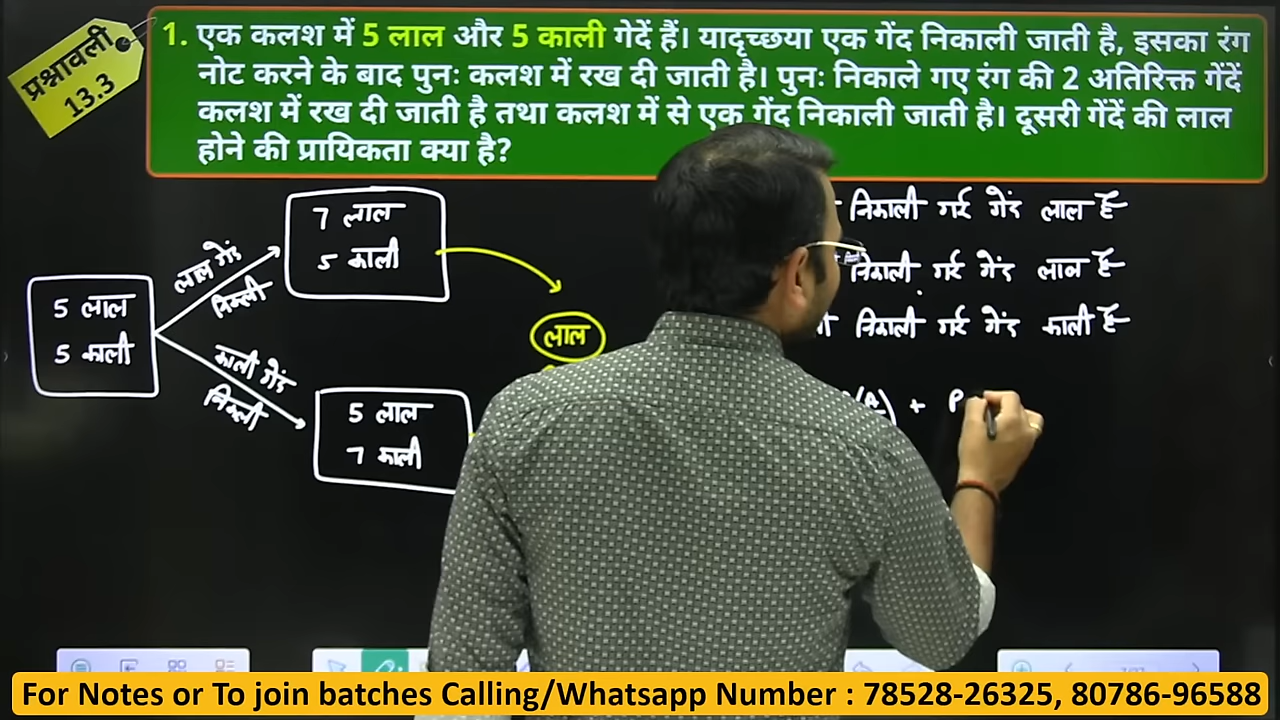 प्रश्नावली
13.3
1. एक कलश में 5 लाल और 5 काली गेदें हैं। यादृच्छया एक गेंद निकाली जाती है, इसका रंग
नोट करने के बाद पुनः कलश में रख दी जाती है। पुनः निकाले गए रंग की 2 अतिरिक्त गेंदें
कलश में रख दी जाती है तथा कलश में से एक गेंद निकाली जाती है। दूसरी गेंदें की लाल
होने की प्रायिकता क्या है?
5 लाल
5 काली
लाल गेंद
निकली
काली गेंद
निकली
7 लाल
5 काली
5 लाल
7 काली
लाल
निकाली गई गेंद लाल है
निकाली गई गेंद लाल है
निकाली गई गेंद काली है
+ P
For Notes or To join batches Calling/Whatsapp Number : 78528-26325, 80786-96588